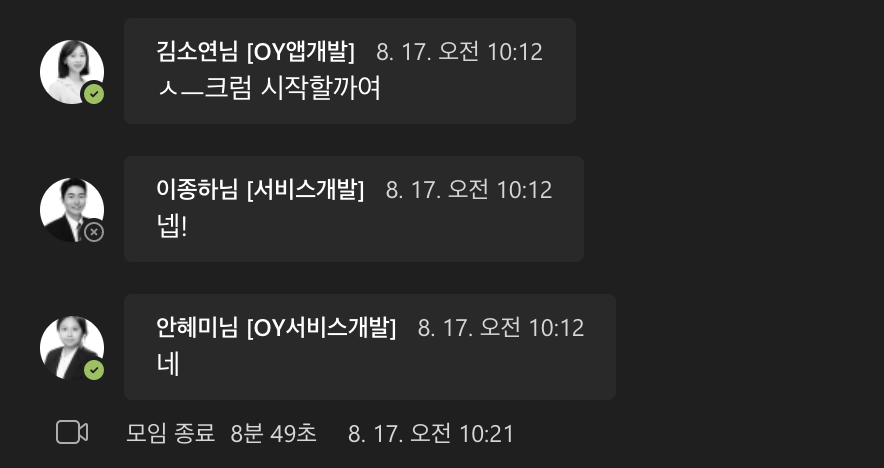 김소연님 [OY앱개발] 8. 17. 오전 10:12
ㅅㅡ크럼 시작할까여
이종하님 [서비스개발] 8. 17. 오전 10:12
넵!
안혜미님 [OY서비스개발] 8. 17. 오전 10:12
네
모임 종료 8분 49초 8. 17. 오전 10:21